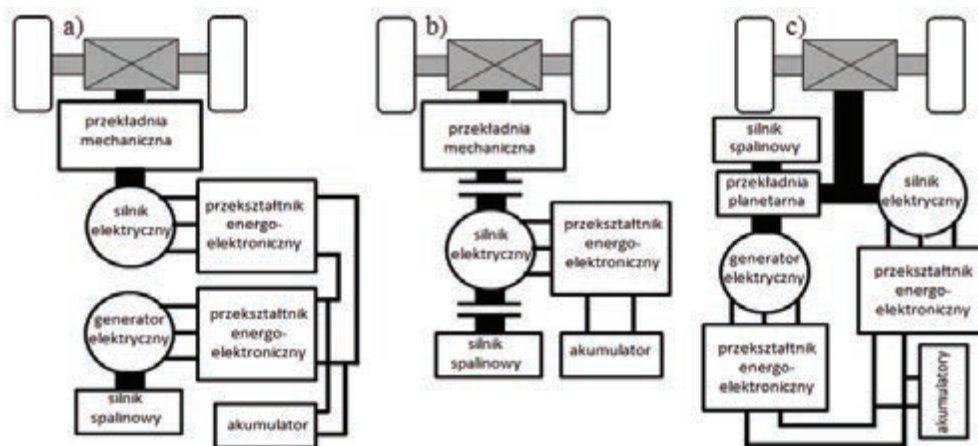 a)
przekładnia
mechaniczna
silnik
elektryczny
przekształtnik
energo-
elektroniczny
generator
elektryczny
przekształtnik
energo-
elektroniczny
silnik
spalinowy
akumulator
b)
przekładnia
mechaniczna
silnik
elektryczny
przekształtnik
energo-
elektroniczny
silnik
spalinowy
akumulator
c)
silnik
spalinowy
przekładnia
planetarna
silnik
elektryczny
generator
elektryczny
przekształtnik
energo-
elektroniczny
przekształtnik
energo-
elektroniczny
akumulatory